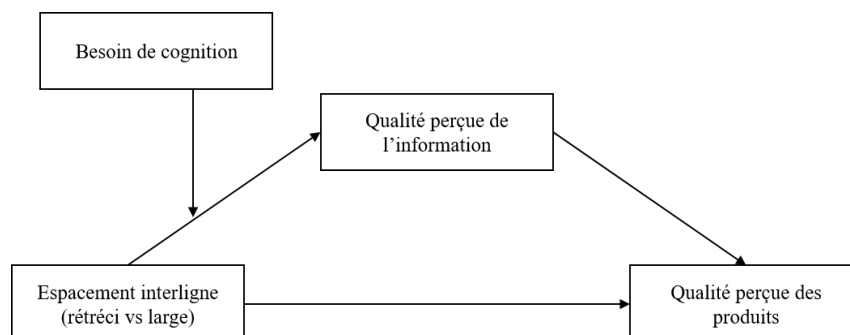 Besoin de cognition
Qualité perçue de
l’information
Espacement interligne
(rétréci vs large)
Qualité perçue des
produits